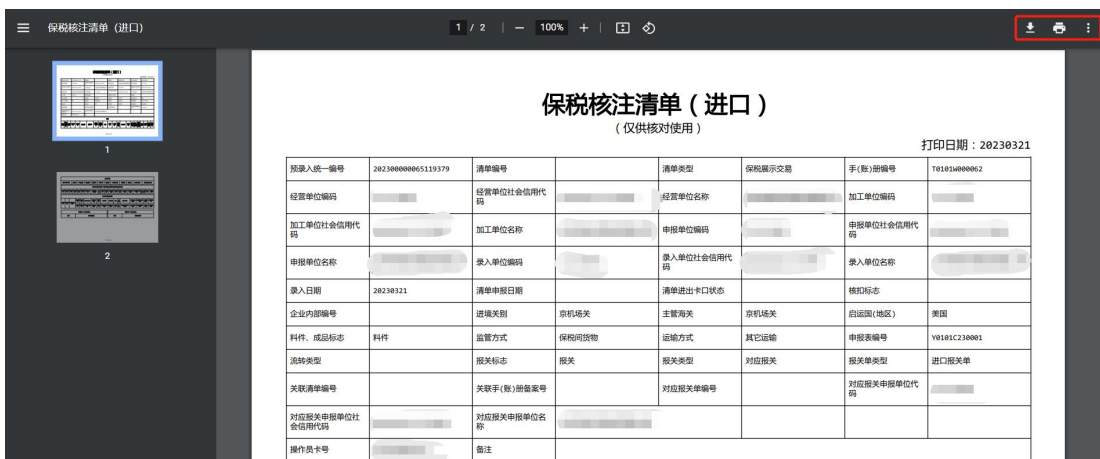 保税核注清单（进口）
1 / 2 | — 100% +
1
2
保税核注清单（进口）
（仅供核对使用）
打印日期：20230321
预录入统一编号 202300000065119379 清单编号 清单类型 保税展示交易 手(账)册编号 T0101W000062
经营单位编码 经营单位社会信用代码 经营单位名称 加工单位编码
加工单位社会信用代码 加工单位名称 申报单位编码 申报单位社会信用代码
申报单位名称 录入单位编码 录入单位社会信用代码 录入单位名称
录入日期 20230321 清单申报日期 清单进出卡口状态 核扣标志
企业内部编号 进境关别 京机场关 主管海关 京机场关 启运国(地区) 美国
料件、成品标志 料件 监管方式 保税间货物 运输方式 其它运输 申报表编号 Y0101C230001
流转类型 报关标志 报关 报关类型 对应报关 报关单类型 进口报关单
关联清单编号 关联手(账)册备案号 对应报关单编号 对应报关申报单位代码
对应报关申报单位社会信用代码 对应报关申报单位名称
操作员卡号 备注